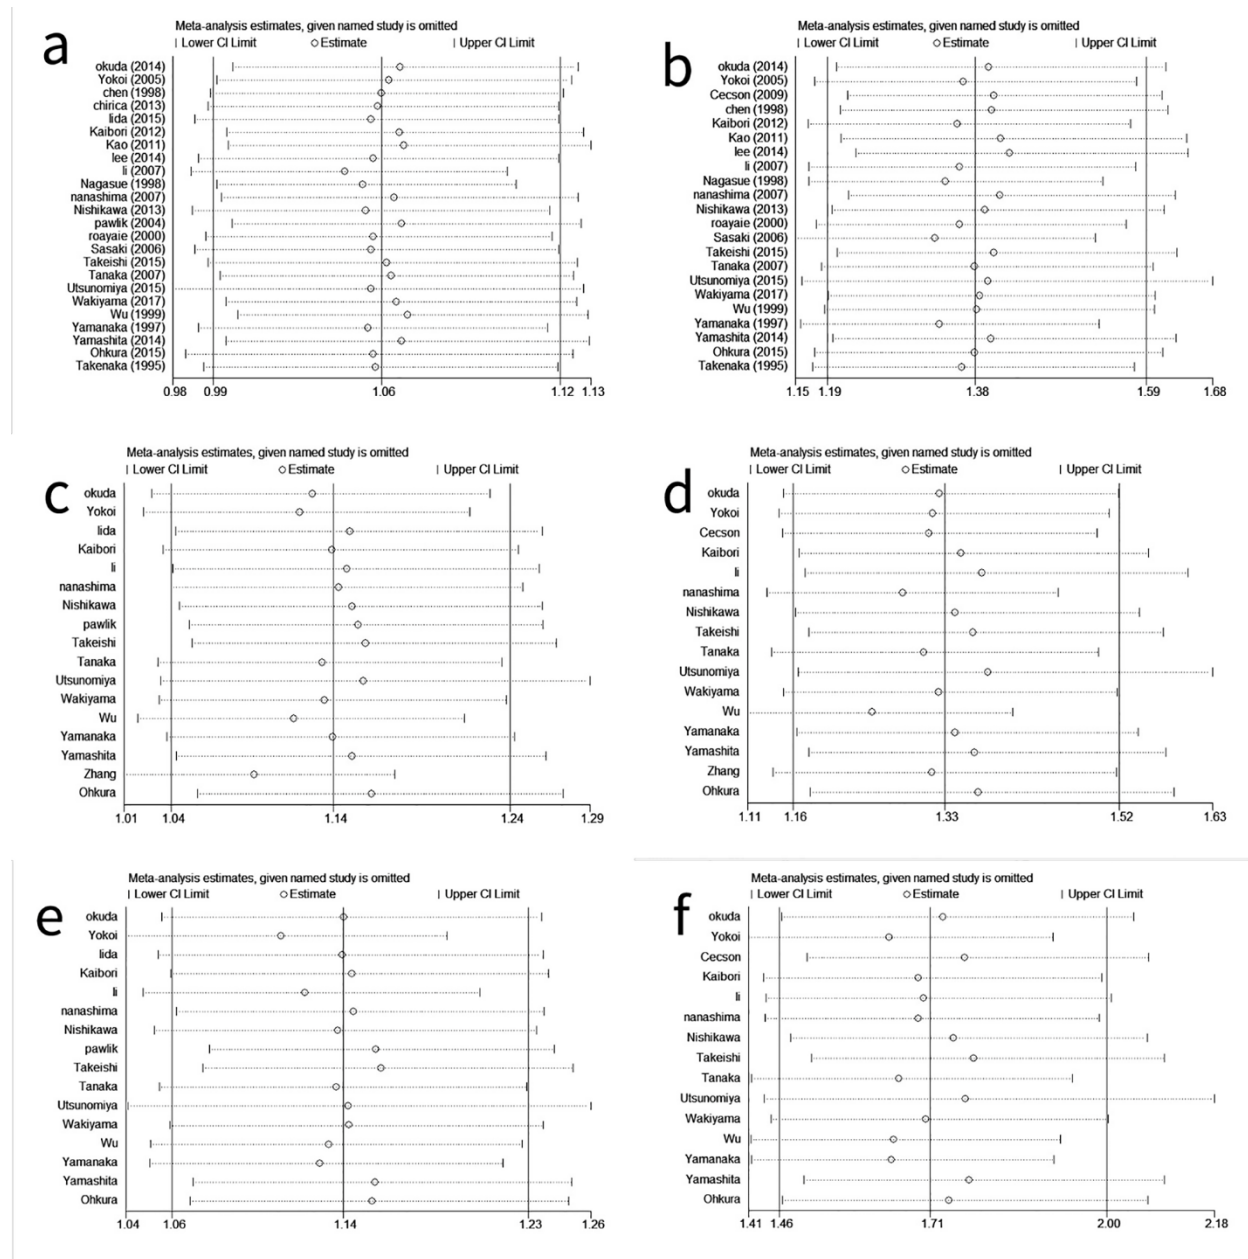 a
Meta-analysis estimates, given named study is omitted
| Lower CI Limit ○ Estimate | Upper CI Limit
okuda (2014)
Yokoi (2005)
chen (1998)
chirica (2013)
Iida (2015)
Kaibori (2012)
Kao (2011)
lee (2014)
li (2007)
Nagasue (1998)
nanashima (2007)
Nishikawa (2013)
pawlik (2004)
roayaie (2000)
Sasaki (2006)
Takeishi (2015)
Tanaka (2007)
Utsunomiya (2015)
Wakiyama (2017)
Wu (1999)
Yamanaka (1997)
Yamashita (2014)
Ohkura (2015)
Takenaka (1995)
0.98 0.99 1.06 1.12 1.13
b
Meta-analysis estimates, given named study is omitted
| Lower CI Limit ○ Estimate | Upper CI Limit
okuda (2014)
Yokoi (2005)
Cecson (2009)
chen (1998)
Kaibori (2012)
Kao (2011)
lee (2014)
li (2007)
Nagasue (1998)
nanashima (2007)
Nishikawa (2013)
roayaie (2000)
Sasaki (2006)
Takeishi (2015)
Tanaka (2007)
Utsunomiya (2015)
Wakiyama (2017)
Wu (1999)
Yamanaka (1997)
Yamashita (2014)
Ohkura (2015)
Takenaka (1995)
1.15 1.19 1.38 1.59 1.68
c
Meta-analysis estimates, given named study is omitted
| Lower CI Limit ○ Estimate | Upper CI Limit
okuda
Yokoi
Iida
Kaibori
li
nanashima
Nishikawa
pawlik
Takeishi
Tanaka
Utsunomiya
Wakiyama
Wu
Yamanaka
Yamashita
Zhang
Ohkura
1.01 1.04 1.14 1.24 1.29
d
Meta-analysis estimates, given named study is omitted
| Lower CI Limit ○ Estimate | Upper CI Limit
okuda
Yokoi
Cecson
Kaibori
li
nanashima
Nishikawa
Takeishi
Tanaka
Utsunomiya
Wakiyama
Wu
Yamanaka
Yamashita
Zhang
Ohkura
1.11 1.16 1.33 1.52 1.63
e
Meta-analysis estimates, given named study is omitted
| Lower CI Limit ○ Estimate | Upper CI Limit
okuda
Yokoi
Iida
Kaibori
li
nanashima
Nishikawa
pawlik
Takeishi
Tanaka
Utsunomiya
Wakiyama
Wu
Yamanaka
Yamashita
Ohkura
1.04 1.06 1.14 1.23 1.26
f
Meta-analysis estimates, given named study is omitted
| Lower CI Limit ○ Estimate | Upper CI Limit
okuda
Yokoi
Cecson
Kaibori
li
nanashima
Nishikawa
Takeishi
Tanaka
Utsunomiya
Wakiyama
Wu
Yamanaka
Yamashita
Ohkura
1.41 1.46 1.71 2.00 2.18